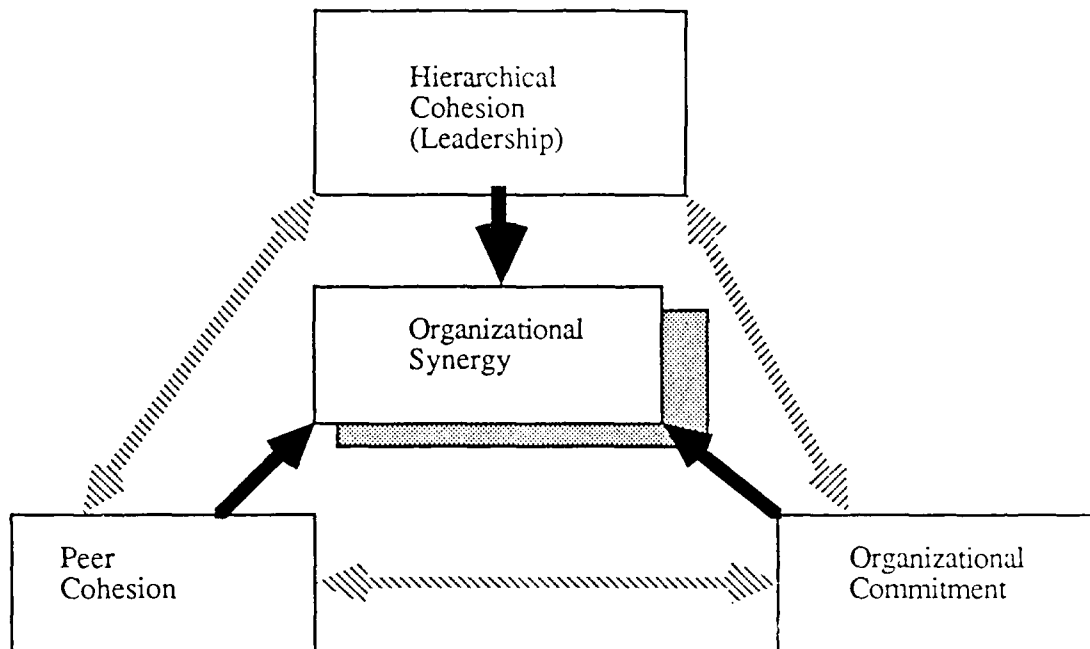 Hierarchical
Cohesion
(Leadership)
Organizational
Synergy
Peer
Cohesion
Organizational
Commitment